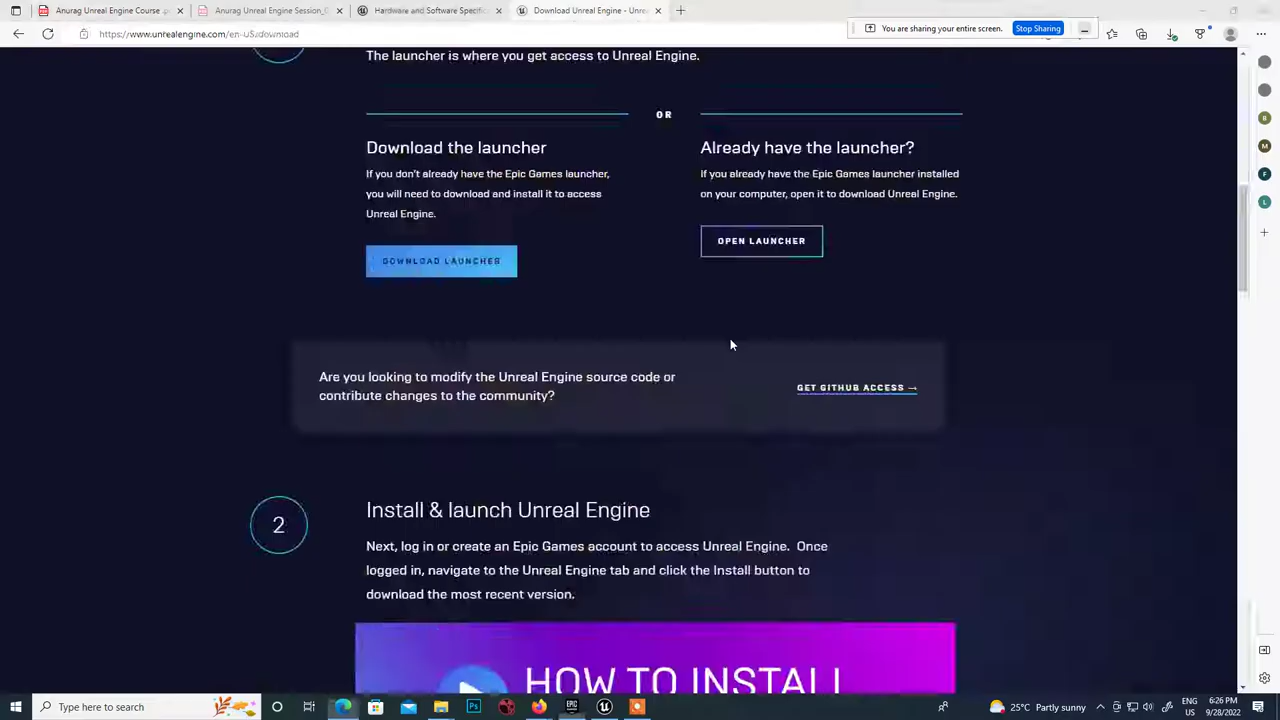 Anurag Unreal Engine Course .p
Anurag Unreal Engine Session_0
Hardware and Software Specific
Download Unreal Engine - Unre
https://www.unrealengine.com/en-US/download
You are sharing your entire screen.
Stop Sharing
The launcher is where you get access to Unreal Engine.
OR
Download the launcher
If you don't already have the Epic Games launcher,
you will need to download and install it to access
Unreal Engine.
DOWNLOAD LAUNCHER
Already have the launcher?
If you already have the Epic Games launcher installed
on your computer, open it to download Unreal Engine.
OPEN LAUNCHER
Are you looking to modify the Unreal Engine source code or
contribute changes to the community?
GET GITHUB ACCESS →
2
Install & launch Unreal Engine
Next, log in or create an Epic Games account to access Unreal Engine. Once
logged in, navigate to the Unreal Engine tab and click the Install button to
download the most recent version.
HOW TO INSTALL
B
M
F
L
Type here to search
Ps
EPIC
25°C Partly sunny
ENG
US
6:26 PM
9/28/2022